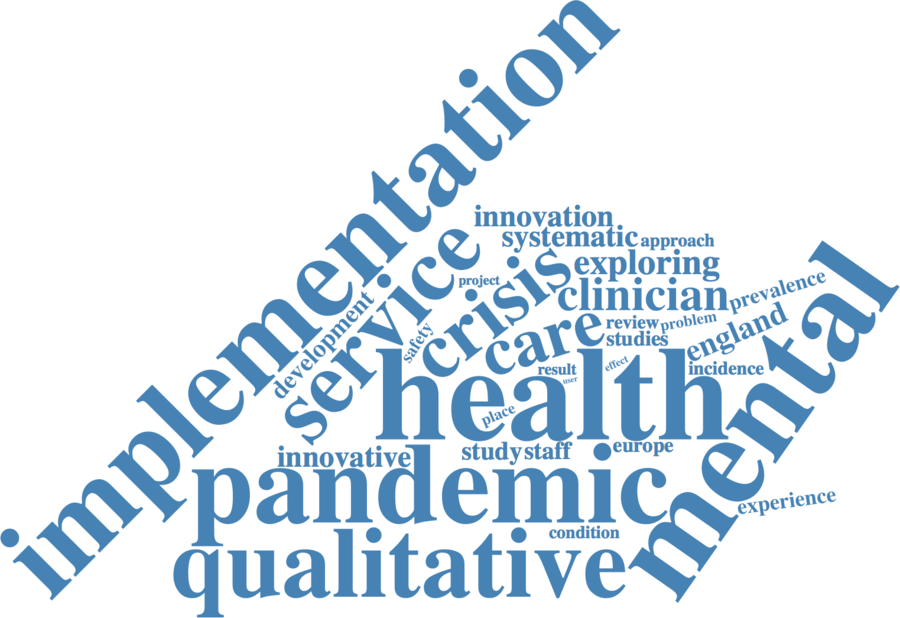 implementation
innovation
systematic
approach
service
crisis
exploring
project
clinician
prevalence
development
safety
care
review
problem
england
studies
mental
health
result
effect
incidence
user
place
innovative
study
staff
europe
pandemic
experience
condition
qualitative